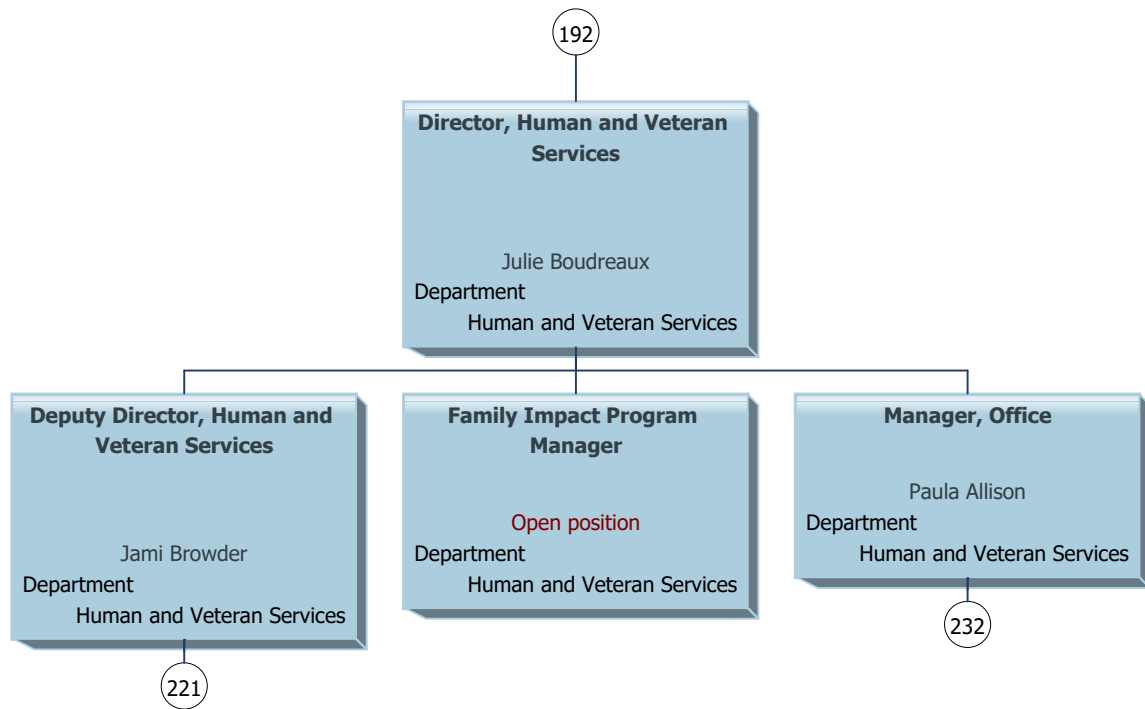 192
Director, Human and Veteran
Services
Julie Boudreaux
Department
Human and Veteran Services
Deputy Director, Human and
Veteran Services
Jami Browder
Department
Human and Veteran Services
221
Family Impact Program
Manager
Open position
Department
Human and Veteran Services
Manager, Office
Paula Allison
Department
Human and Veteran Services
232